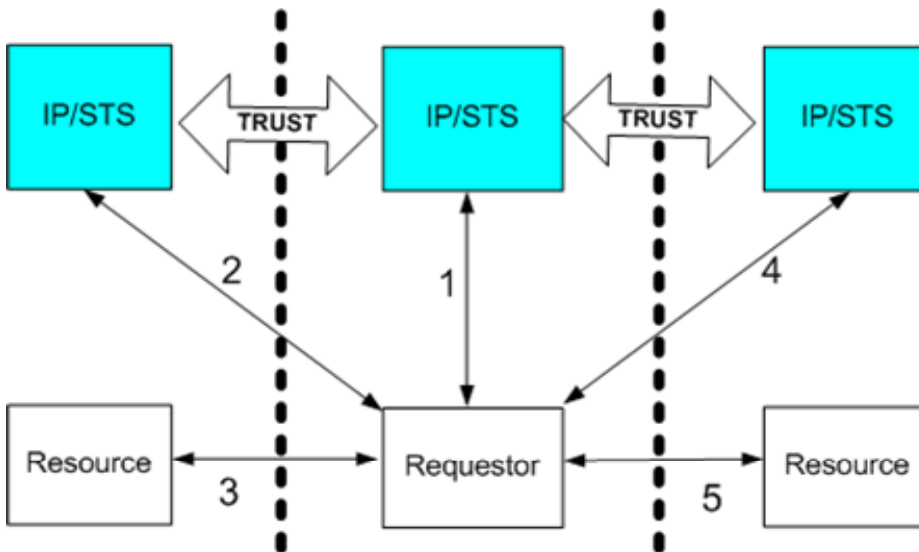 IP/STS
TRUST
IP/STS
TRUST
IP/STS
2
1
4
Resource
3
Requestor
5
Resource